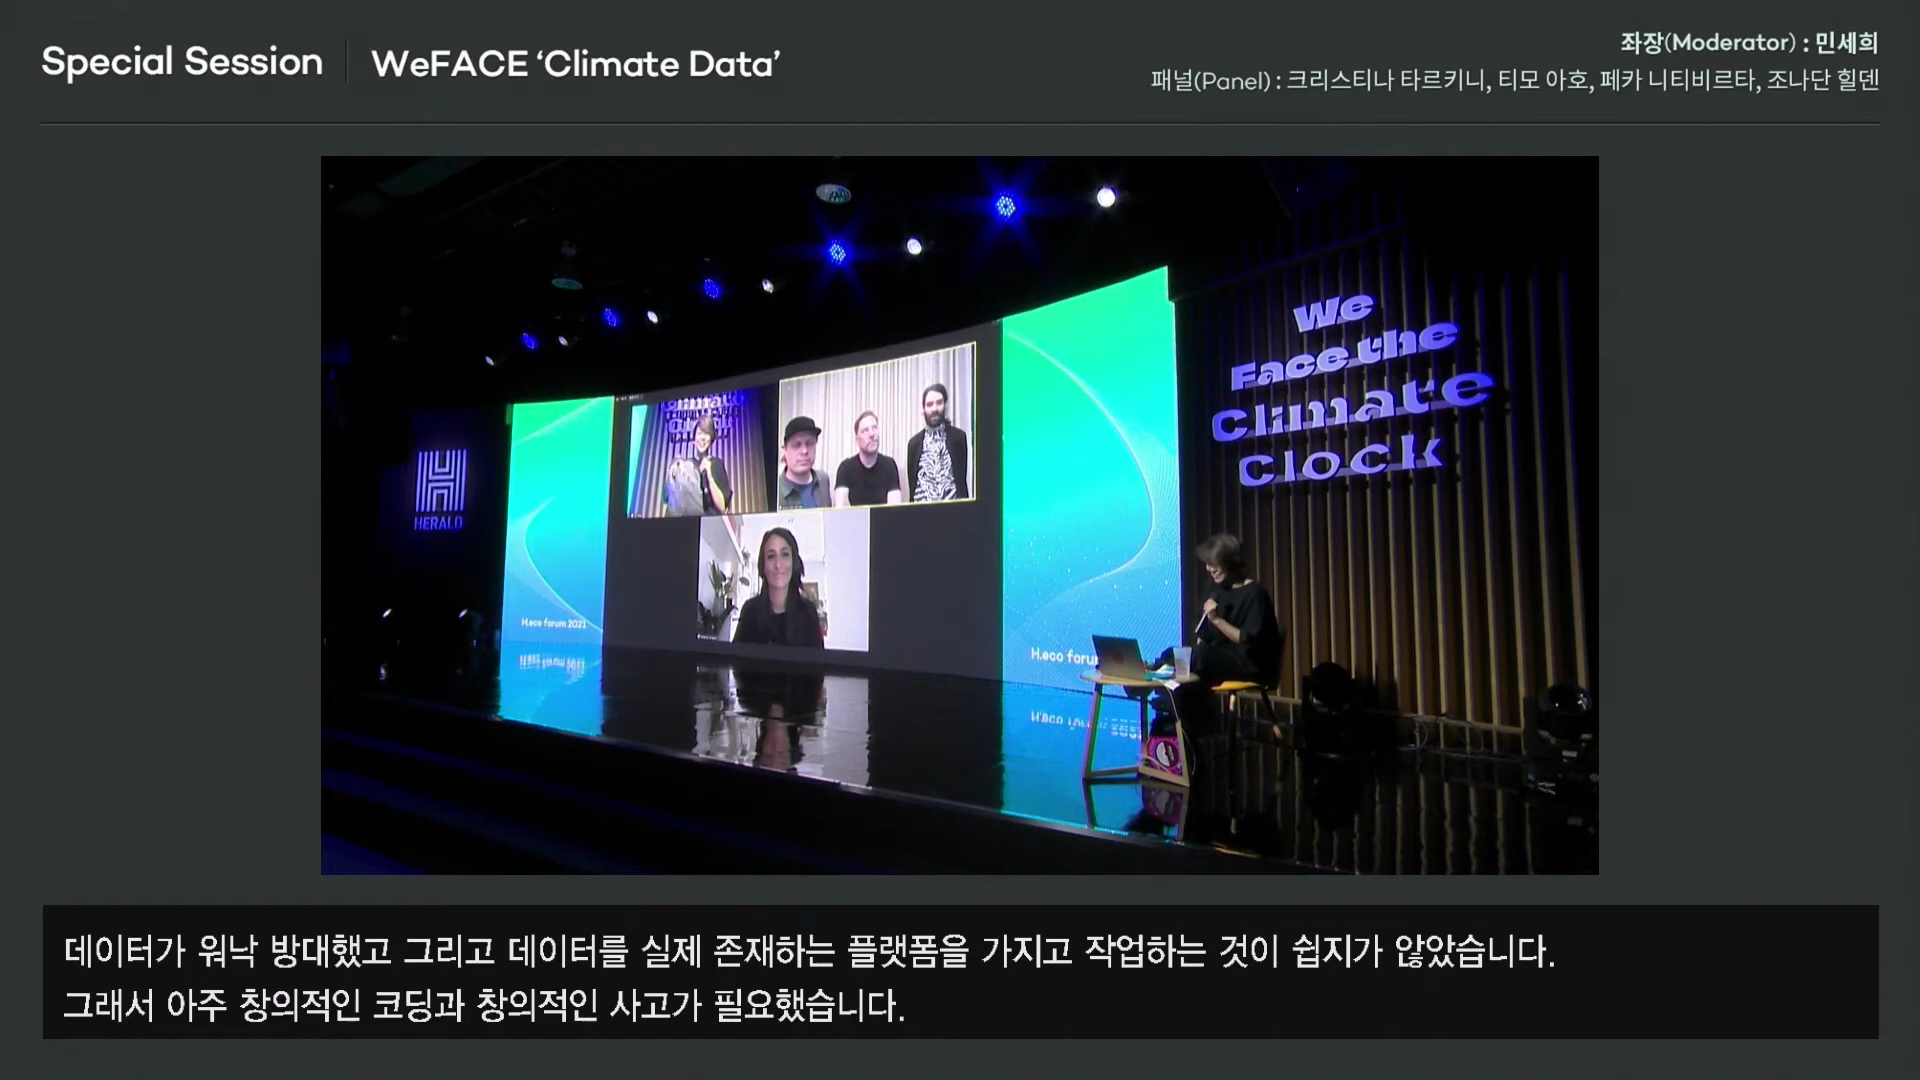 Special Session
WeFACE ‘Climate Data’
좌장(Moderator) : 민세희
패널(Panel) : 크리스티나 타르키니, 티모 아호, 페카 니티비르타, 조나단 힐덴
We
Face the
Climate
Clock
HERALD
H.eco forum 2021
H.eco foru
데이터가 워낙 방대했고 그리고 데이터를 실제 존재하는 플랫폼을 가지고 작업하는 것이 쉽지가 않았습니다.
그래서 아주 창의적인 코딩과 창의적인 사고가 필요했습니다.